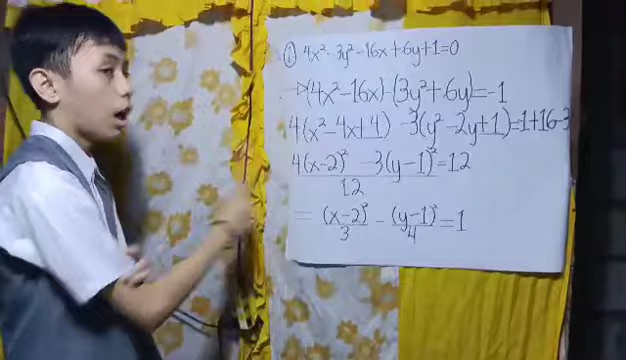 ① 4x² - 3y² - 16x + 6y + 1 = 0
→ (4x² - 16x) - (3y² + 6y) = -1
4(x² - 4x + 4) - 3(y² - 2y + 1) = 1 + 16 - 3
4(x-2)² - 3(y-1)² = 12
12
= (x-2)²/3 - (y-1)²/4 = 1